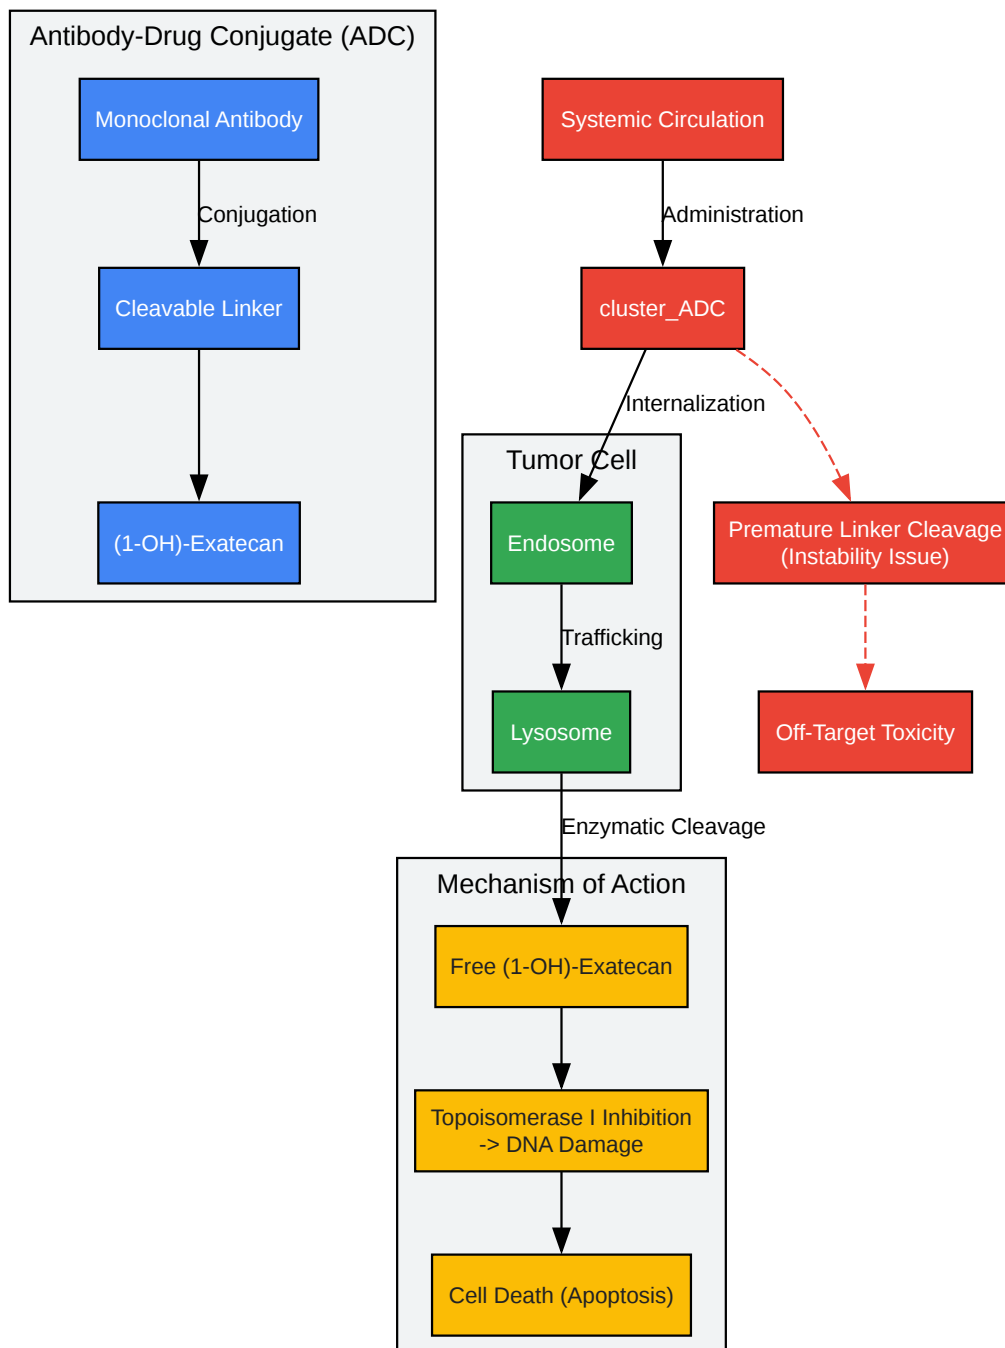 Antibody-Drug Conjugate (ADC)
Monoclonal Antibody
Conjugation
Cleavable Linker
(1-OH)-Exatecan
Systemic Circulation
Administration
cluster_ADC
Internalization
Tumor Cell
Endosome
Trafficking
Lysosome
Premature Linker Cleavage
(Instability Issue)
Off-Target Toxicity
Enzymatic Cleavage
Mechanism of Action
Free (1-OH)-Exatecan
Topoisomerase I Inhibition
-> DNA Damage
Cell Death (Apoptosis)